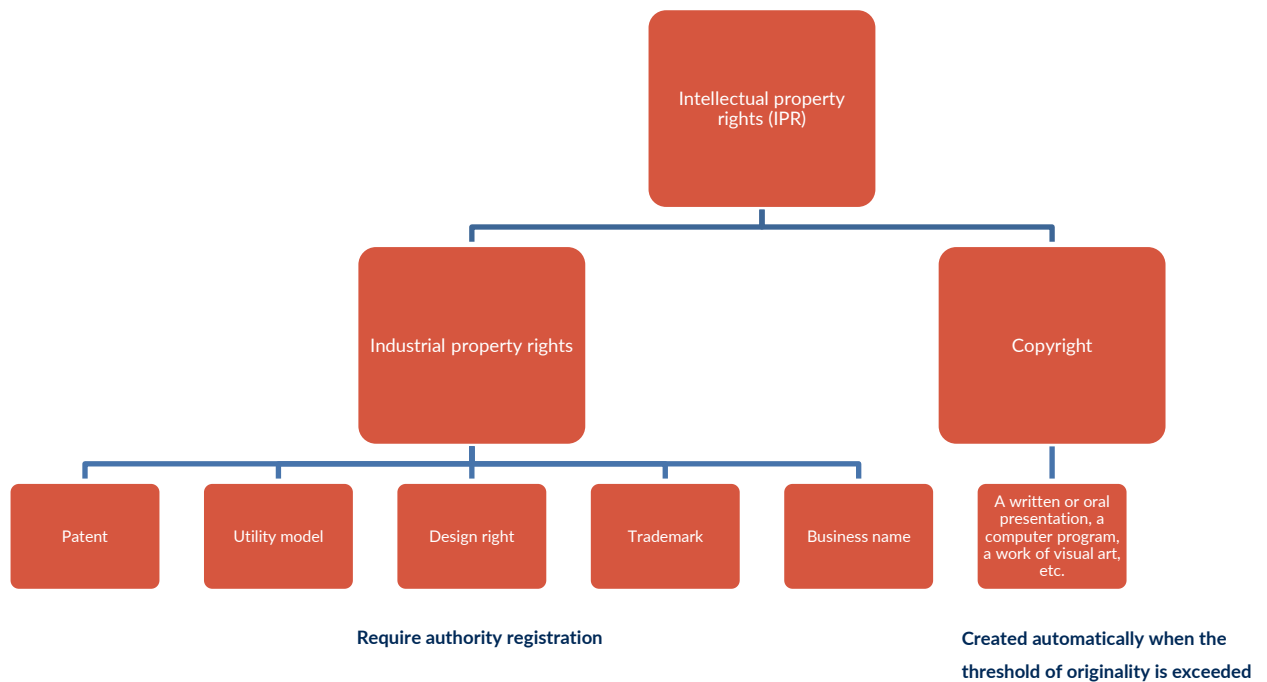 Intellectual property
rights (IPR)
Industrial property rights
Copyright
Patent
Utility model
Design right
Trademark
Business name
A written or oral
presentation, a
computer program,
a work of visual art,
etc.
Require authority registration
Created automatically when the
threshold of originality is exceeded